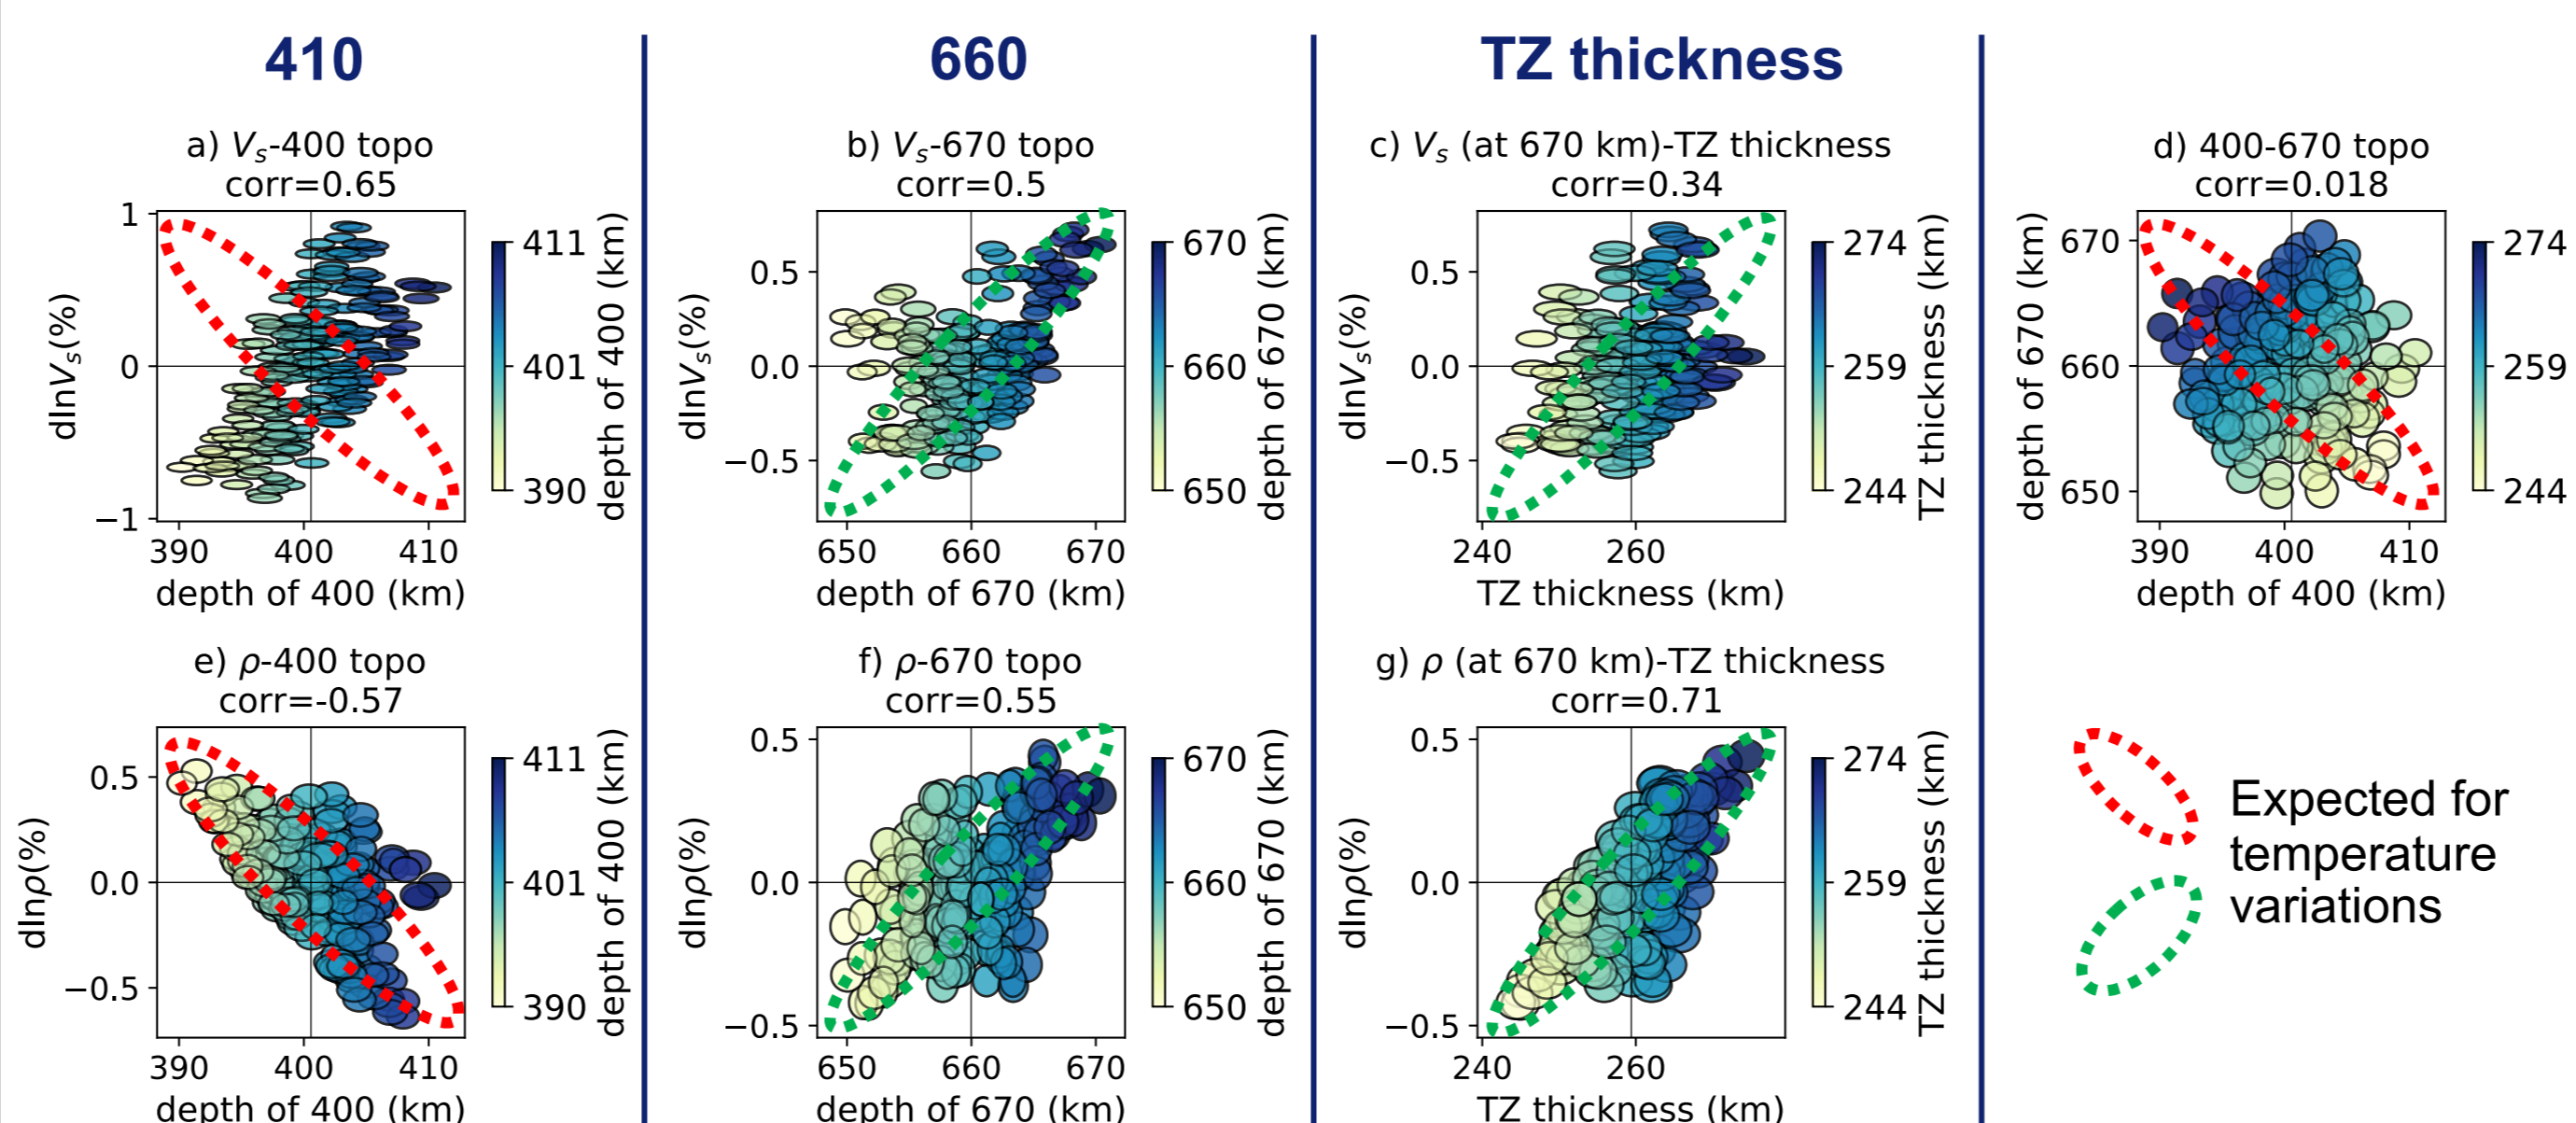 410
660
TZ thickness
a) Vs-400 topo
corr=0.65
1
0
−1
dlnVs(%)
390 400 410
depth of 400 (km)
411
401
390
depth of 400 (km)
b) Vs-670 topo
corr=0.5
0.5
0.0
−0.5
dlnVs(%)
650 660 670
depth of 670 (km)
670
660
650
depth of 670 (km)
c) Vs (at 670 km)-TZ thickness
corr=0.34
0.5
0.0
−0.5
dlnVs(%)
240 260
TZ thickness (km)
274
259
244
TZ thickness (km)
d) 400-670 topo
corr=0.018
670
660
650
depth of 670 (km)
390 400 410
depth of 400 (km)
274
259
244
e) ρ-400 topo
corr=-0.57
0.5
0.0
−0.5
dlnρ(%)
390 400 410
depth of 400 (km)
411
401
390
depth of 400 (km)
f) ρ-670 topo
corr=0.55
0.5
0.0
−0.5
dlnρ(%)
650 660 670
depth of 670 (km)
670
660
650
depth of 670 (km)
g) ρ (at 670 km)-TZ thickness
corr=0.71
0.5
0.0
−0.5
dlnρ(%)
240 260
TZ thickness (km)
274
259
244
TZ thickness (km)
Expected for
temperature
variations